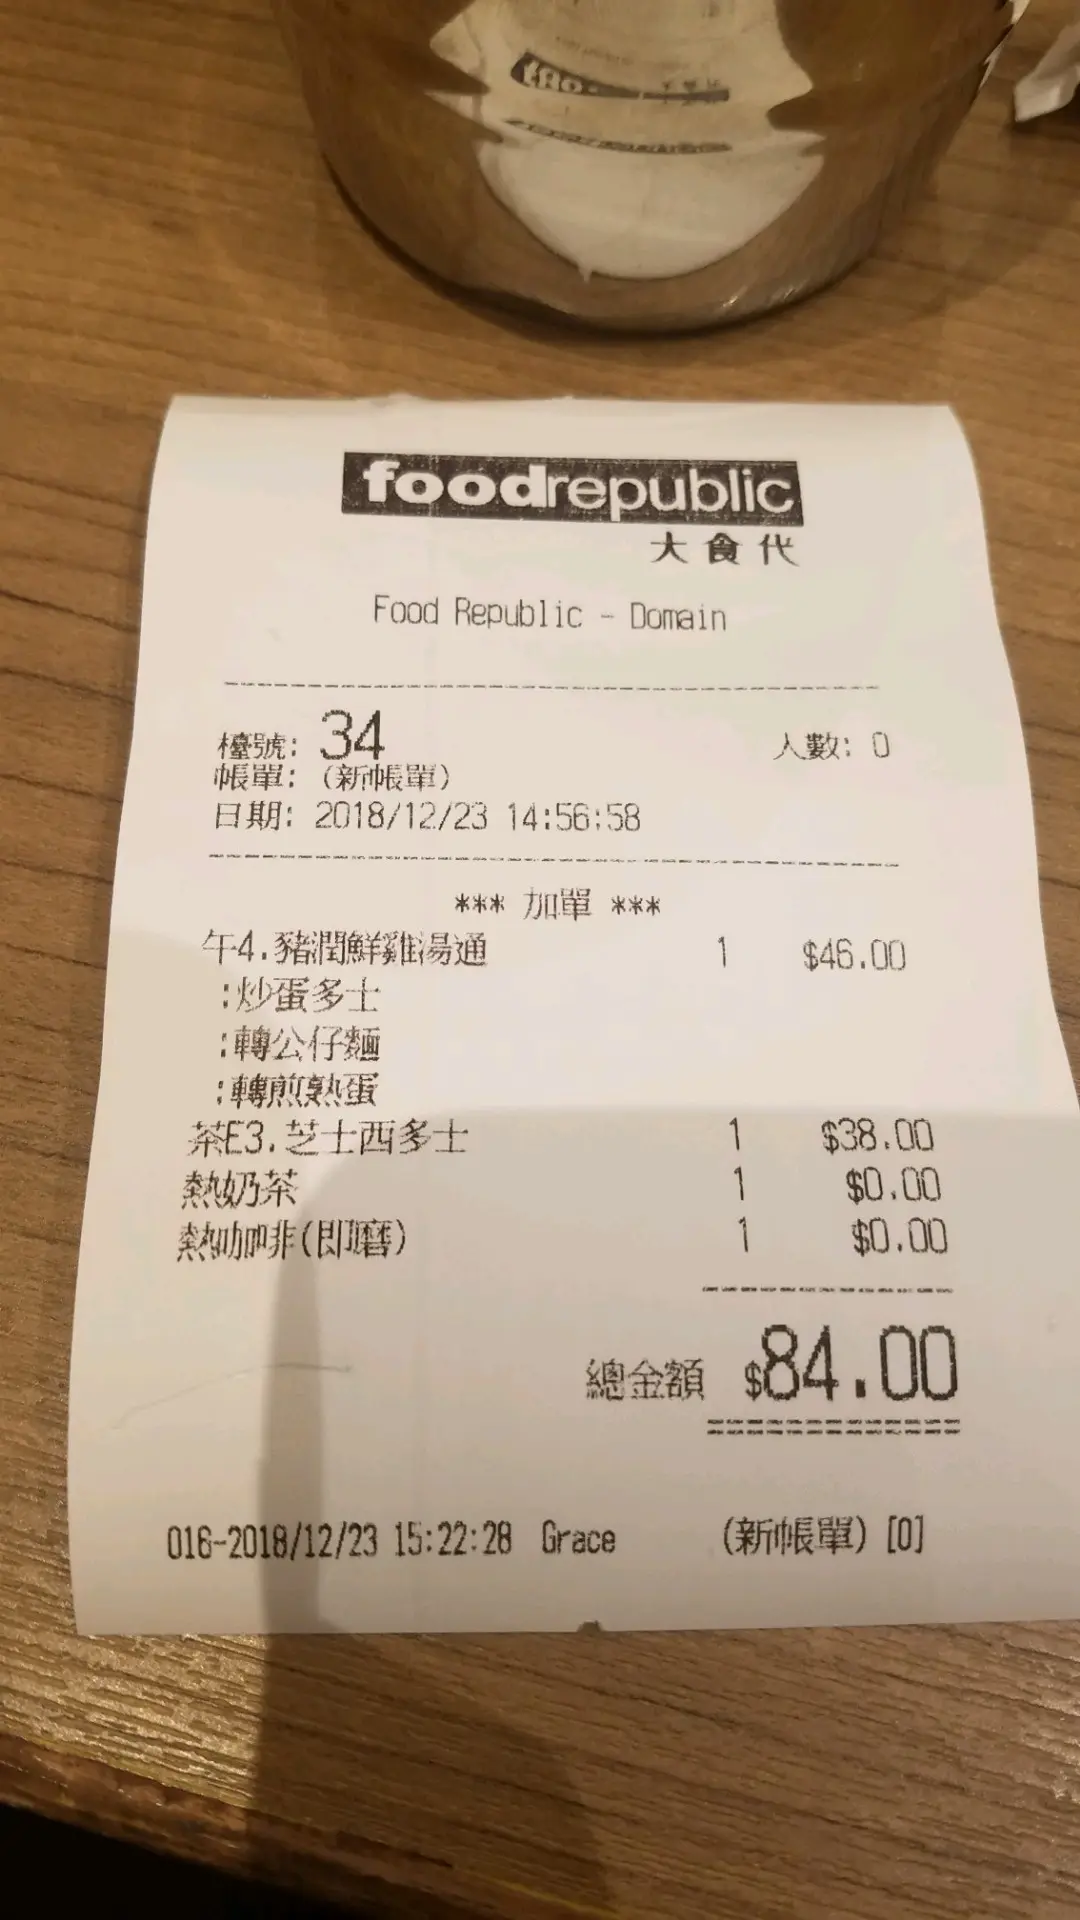 foodrepublic
大食代
Food Republic - Domain
檯號: 34 人數: 0
帳單: (新帳單)
日期: 2018/12/23 14:56:58
*** 加單 ***
午4.豬潤鮮雞湯通 1 $46.00
:炒蛋多士
:轉公仔麵
:轉煎熟蛋
茶E3.芝士西多士 1 $38.00
熱奶茶 1 $0.00
熱咖啡(即磨) 1 $0.00
總金額 $84.00
016-2018/12/23 15:22:28 Grace (新帳單) [0]